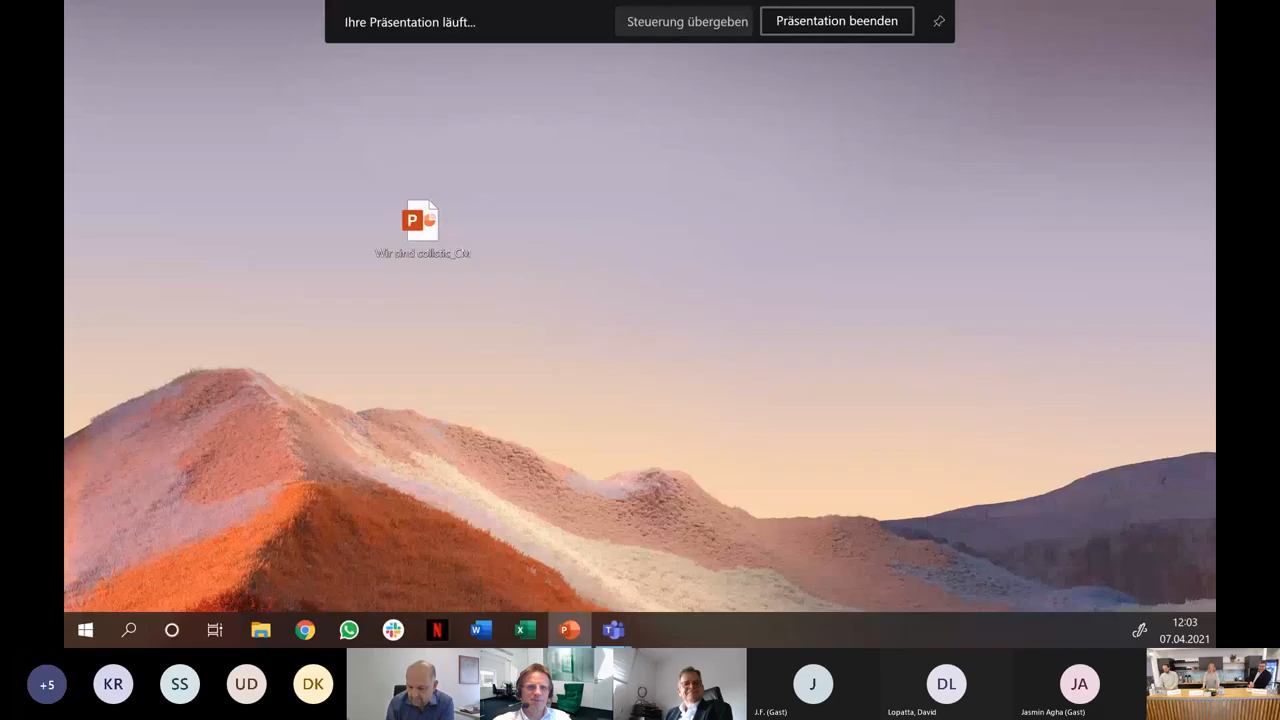 Ihre Präsentation läuft...
Steuerung übergeben
Präsentation beenden
P
Wir sind colistic_CM
N
W
X
P
T
12:03
07.04.2021
+5
KR
SS
UD
DK
J
J.F. (Gast)
DL
Lopatta, David
JA
Jasmin Agha (Gast)